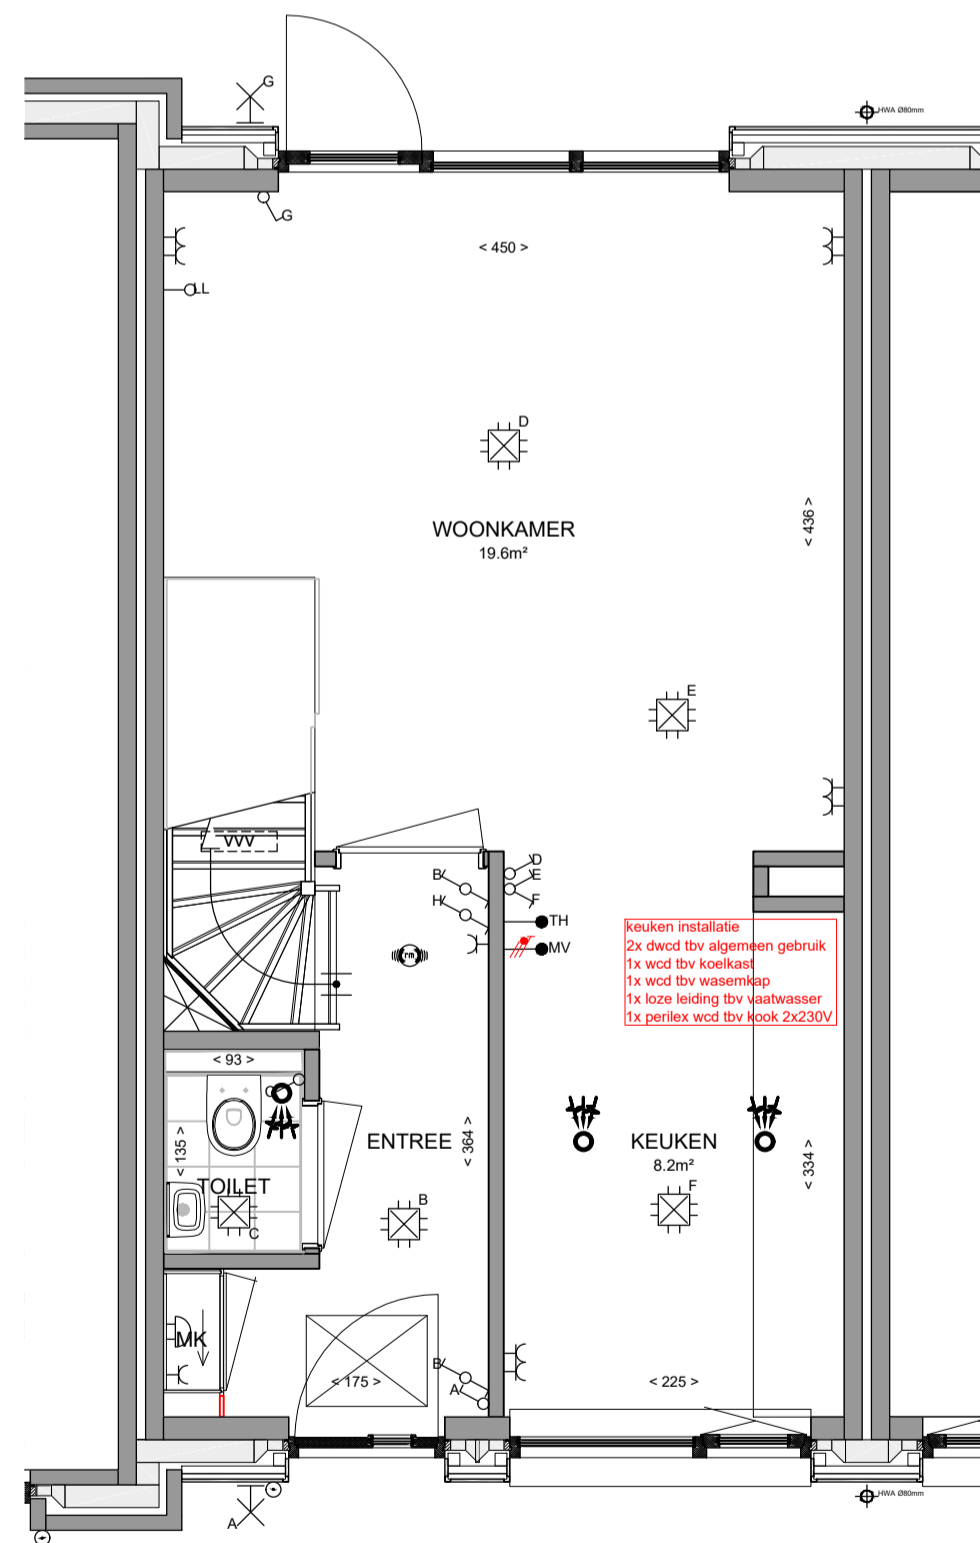 G
HWA Ø80mm
G
< 450 >
LL
D
< 436 >
WOONKAMER
19.6m²
E
VVV
D
B
E
H
F
TH
MV
rm
keuken installatie
2x dwcd tbv algemeen gebruik
1x wcd tbv koelkast
1x wcd tbv wasemkap
1x loze leiding tbv vaatwasser
1x perilex wcd tbv kook 2x230V
< 93 >
< 135 >
ENTREE
< 364 >
KEUKEN
8.2m²
< 334 >
TOILET
C
B
F
MK
B
A
< 175 >
< 225 >
A
HWA Ø80mm